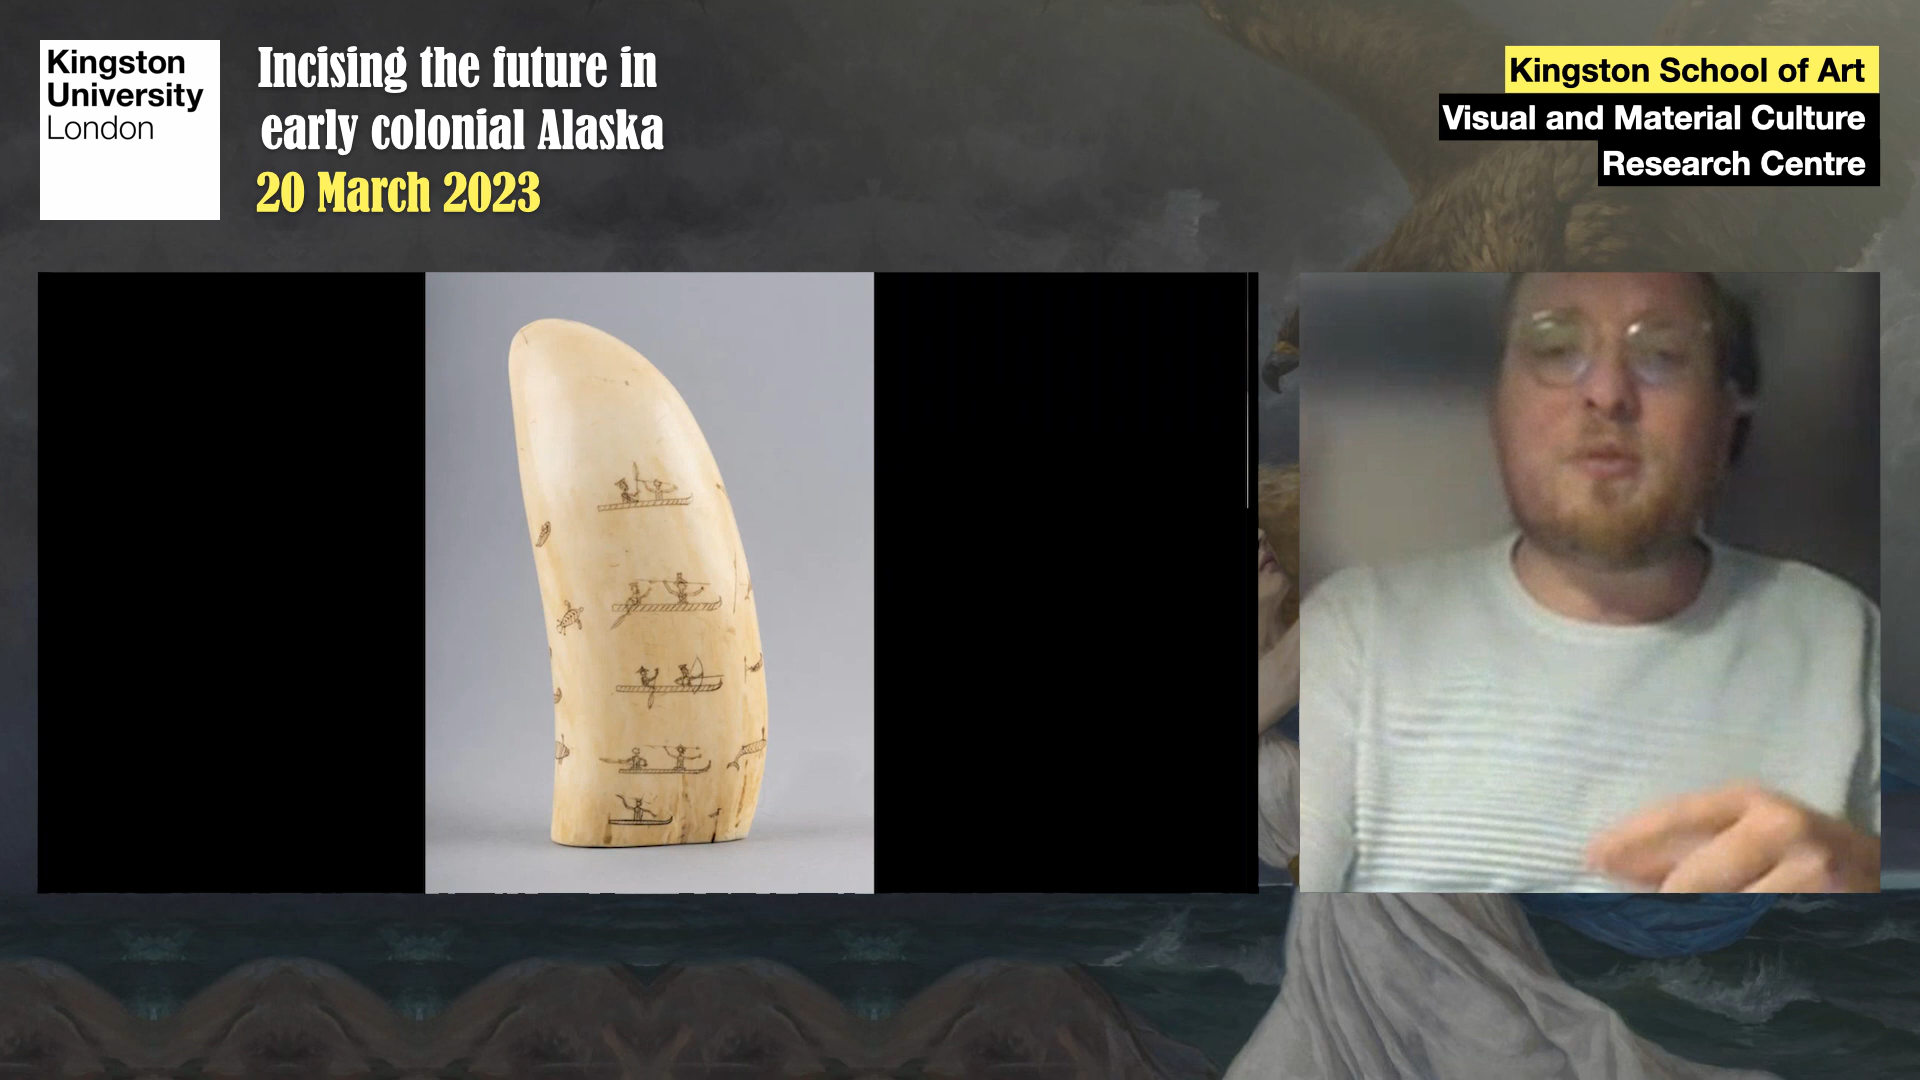 Kingston
University
London
Incising the future in
early colonial Alaska
20 March 2023
Kingston School of Art
Visual and Material Culture
Research Centre